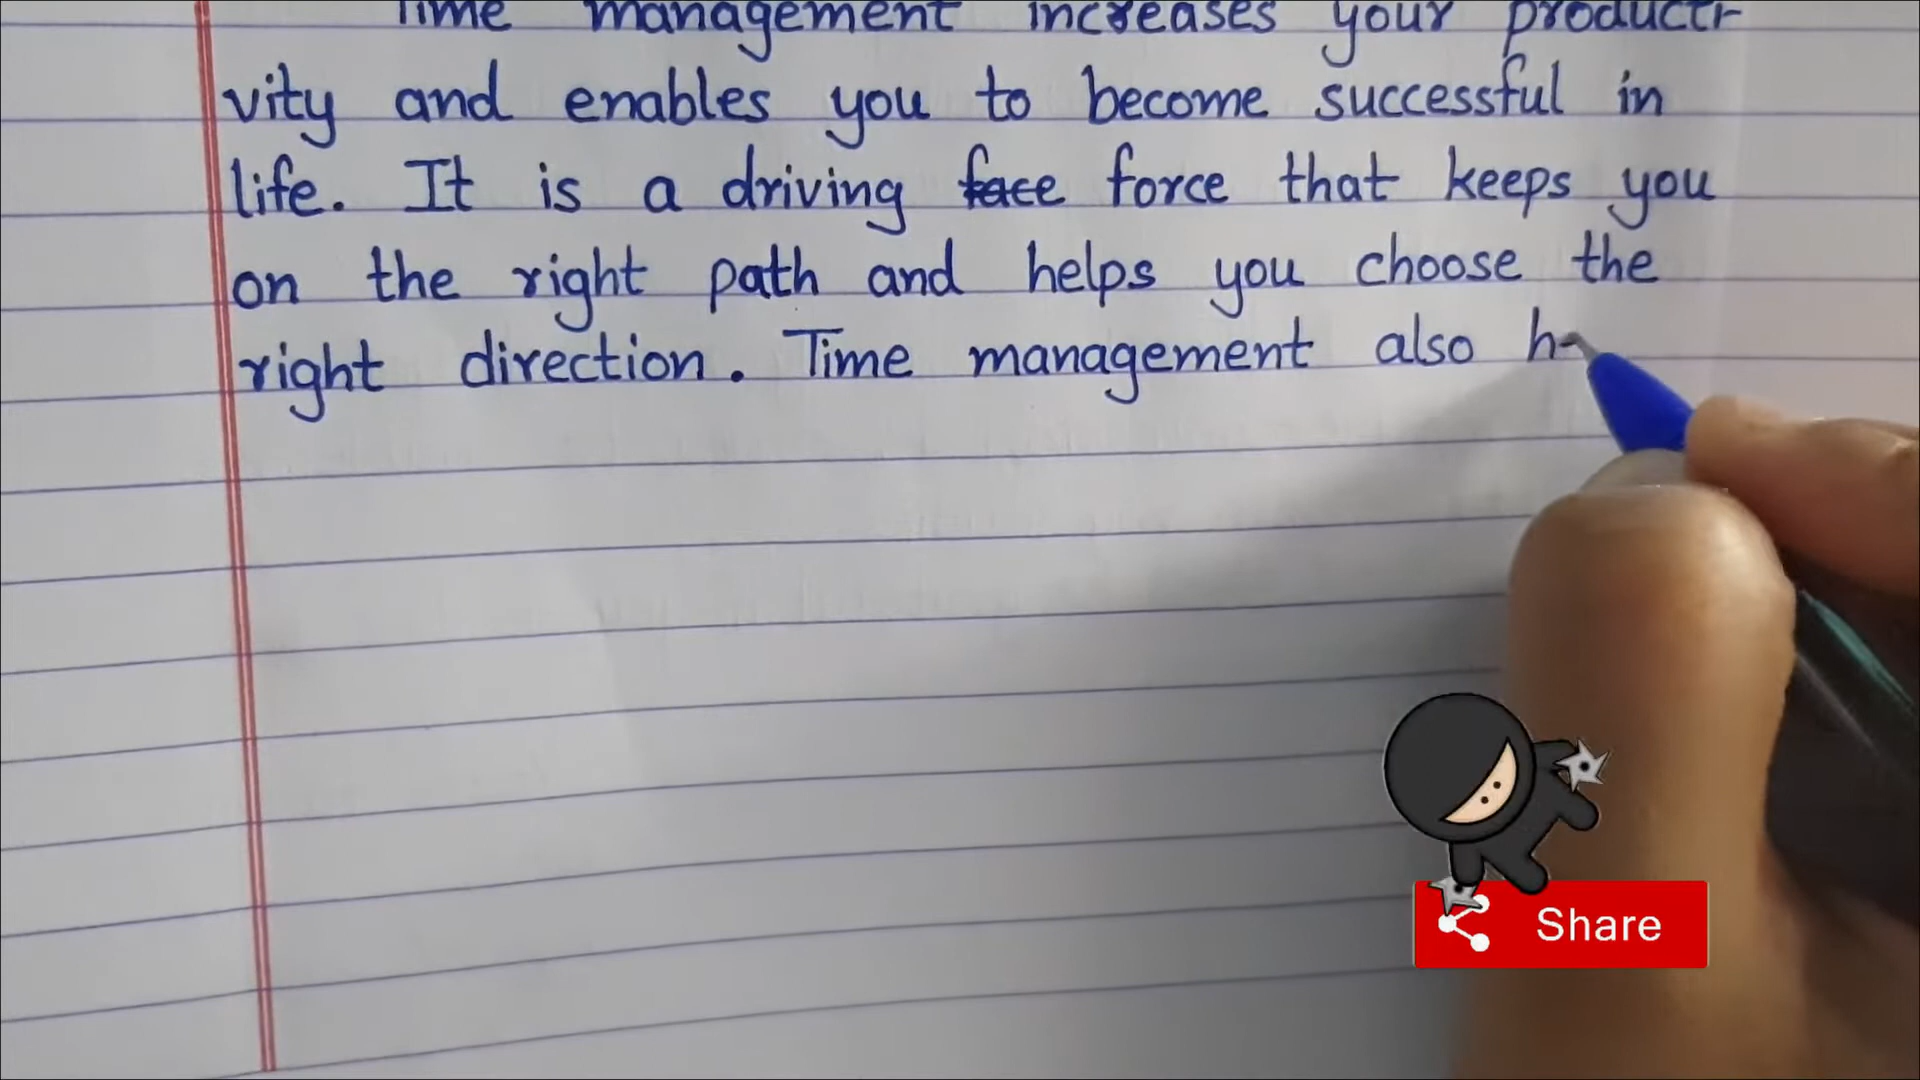 Time management increases your producti-
vity and enables you to become successful in
life. It is a driving face force that keeps you
on the right path and helps you choose the
right direction. Time management also h
Share